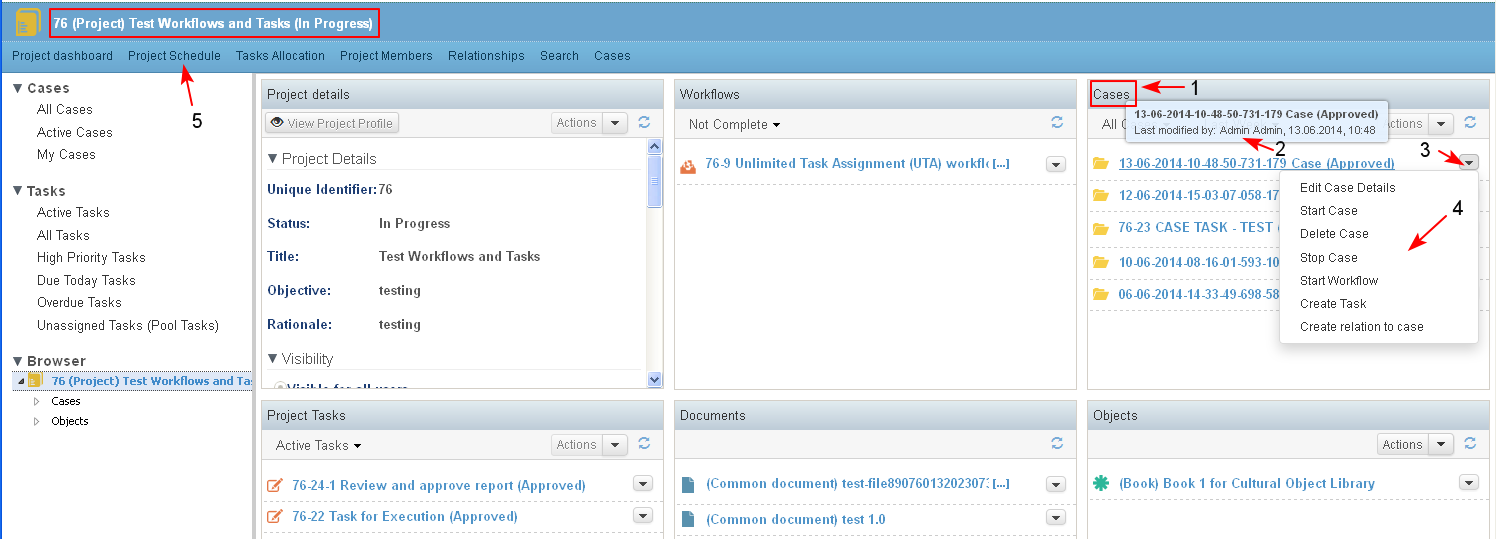 76 (Project) Test Workflows and Tasks (In Progress)
Project dashboard Project Schedule Tasks Allocation Project Members Relationships Search Cases
5
Cases
All Cases
Active Cases
My Cases
Tasks
Active Tasks
All Tasks
High Priority Tasks
Due Today Tasks
Overdue Tasks
Unassigned Tasks (Pool Tasks)
Browser
76 (Project) Test Workflows and Ta
Cases
Objects
Project details
View Project Profile Actions
Project Details
Unique Identifier: 76
Status: In Progress
Title: Test Workflows and Tasks
Objective: testing
Rationale: testing
Visibility
Visible for all users
Workflows
Not Complete
76-9 Unlimited Task Assignment (UTA) workflo [...]
Cases
1
13-06-2014-10-48-50-731-179 Case (Approved)
Last modified by: Admin Admin, 13.06.2014, 10:48
All C
ctions
2
3
13-06-2014-10-48-50-731-179 Case (Approved)
12-06-2014-15-03-07-058-17
76-23 CASE TASK - TEST
10-06-2014-08-16-01-593-10
06-06-2014-14-33-49-698-58
Edit Case Details
Start Case
Delete Case
Stop Case
Start Workflow
Create Task
Create relation to case
4
Project Tasks
Active Tasks Actions
76-24-1 Review and approve report (Approved)
76-22 Task for Execution (Approved)
Documents
(Common document) test-file890760132023073 [...]
(Common document) test 1.0
Objects
Actions
(Book) Book 1 for Cultural Object Library